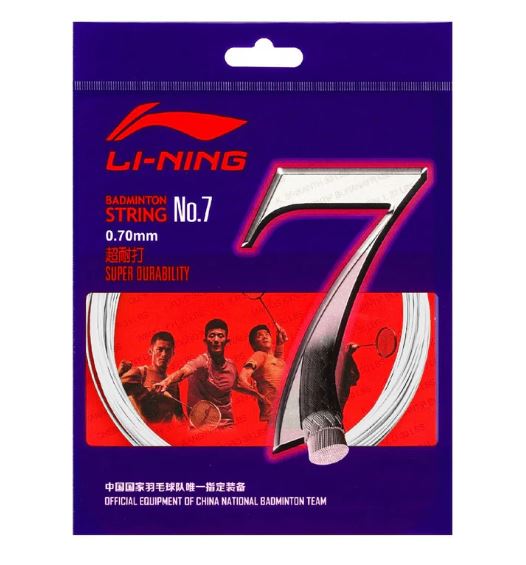 LI-NING
BADMINTON
STRING No.7
0.70mm
超耐打
SUPER DURABILITY
7
中国国家羽毛球队唯一指定装备
OFFICIAL EQUIPMENT OF CHINA NATIONAL BADMINTON TEAM